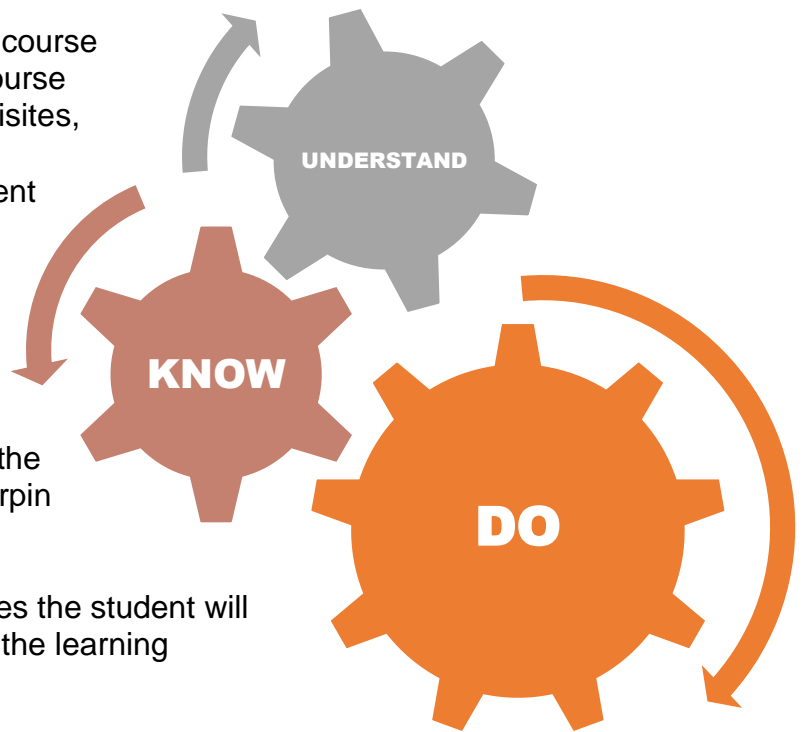 course
ourse
isites,
ent
UNDERSTAND
KNOW
the
rpin
DO
es the student will
the learning